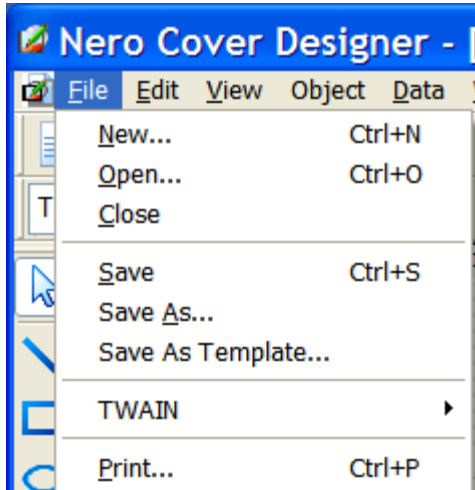 Nero Cover Designer - [
File Edit View Object Data
New... Ctrl+N
Open... Ctrl+O
T
Close
Save Ctrl+S
Save As...
Save As Template...
TWAIN
Print... Ctrl+P